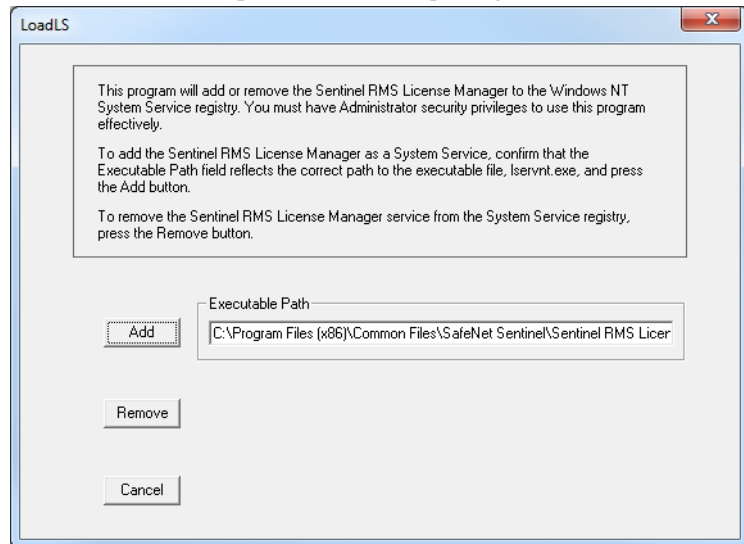 LoadLS
This program will add or remove the Sentinel RMS License Manager to the Windows NT
System Service registry. You must have Administrator security privileges to use this program
effectively.
To add the Sentinel RMS License Manager as a System Service, confirm that the
Executable Path field reflects the correct path to the executable file, lservnt.exe, and press
the Add button.
To remove the Sentinel RMS License Manager service from the System Service registry,
press the Remove button.
Executable Path
Add
C:\Program Files (x86)\Common Files\SafeNet Sentinel\Sentinel RMS Licer
Remove
Cancel